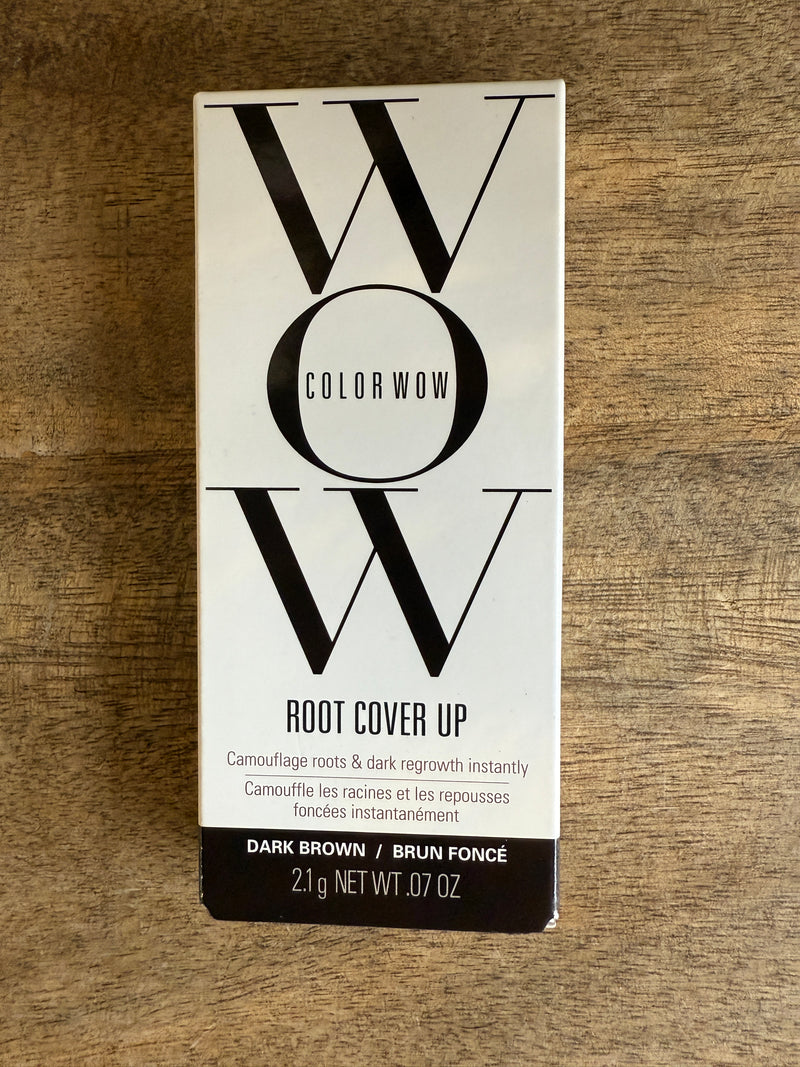 W
O
COLOR WOW
W
ROOT COVER UP
Camouflage roots & dark regrowth instantly
Camouffle les racines et les repousses
foncées instantanément
DARK BROWN / BRUN FONCÉ
2.1 g NET WT .07 OZ